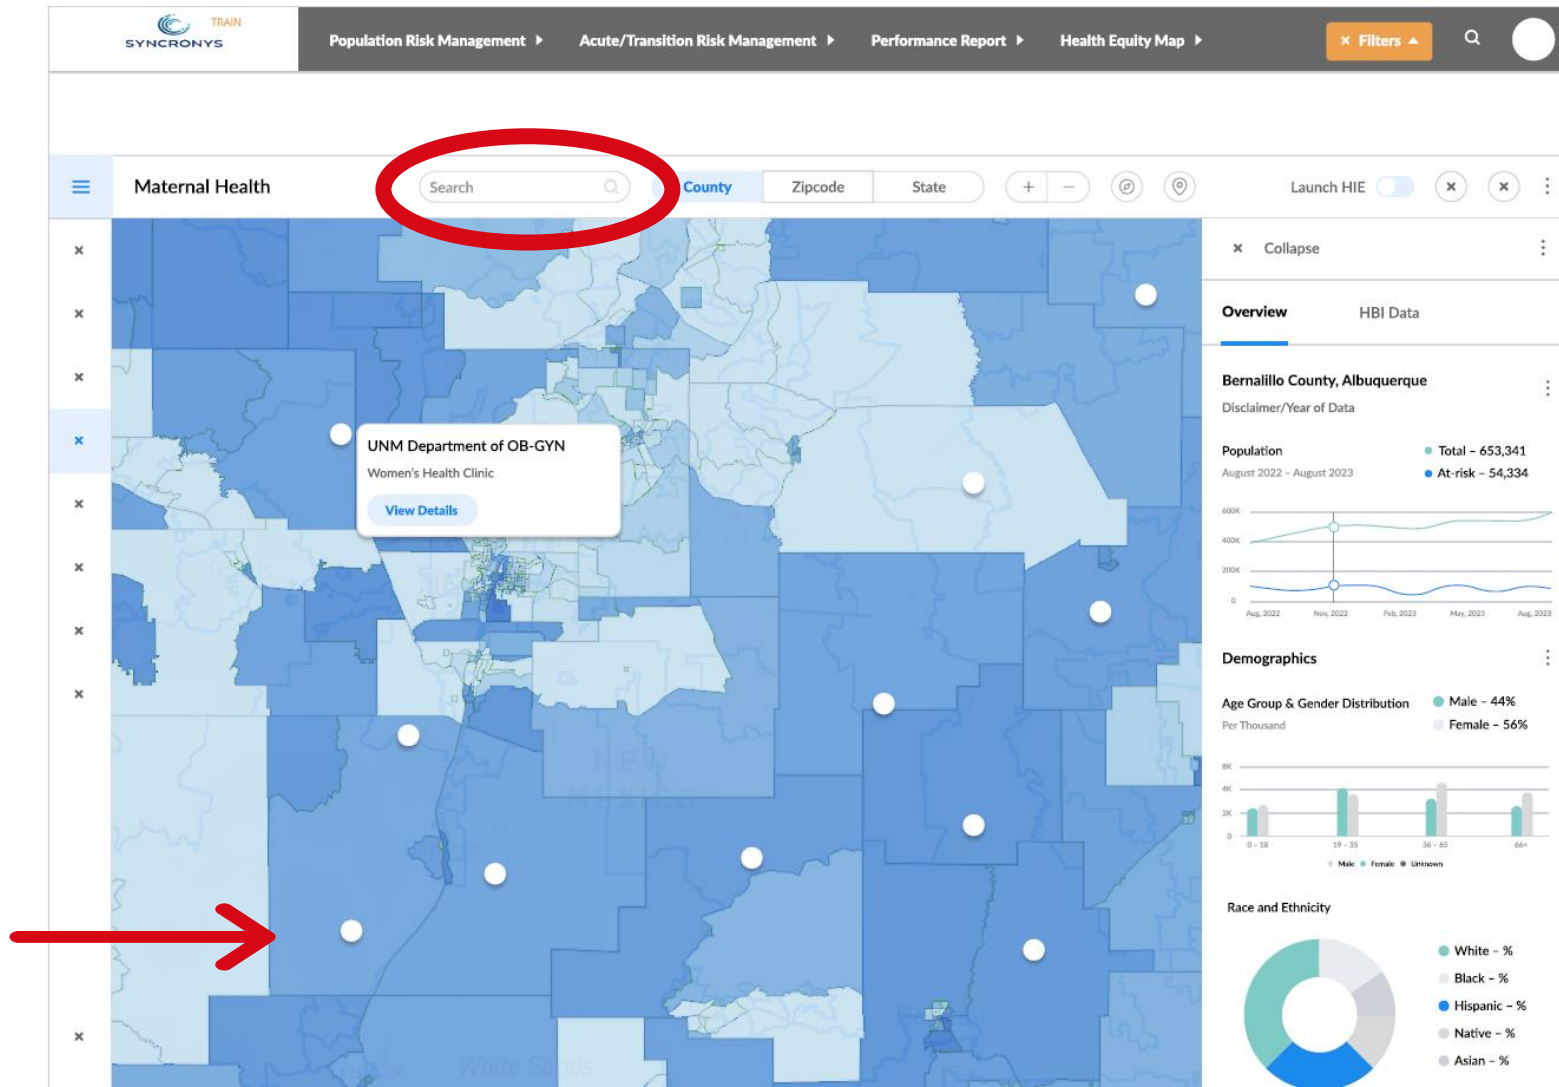 TRAIN
SYNCRONYS
Population Risk Management
Acute/Transition Risk Management
Performance Report
Health Equity Map
× Filters
Maternal Health
Search
County
Zipcode
State
+ −
Launch HIE
× Collapse
Overview
HBI Data
Bernalillo County, Albuquerque
Disclaimer/Year of Data
UNM Department of OB-GYN
Women's Health Clinic
View Details
Population
Total – 653,341
August 2022 – August 2023
At-risk – 54,334
600K
400K
200K
0
Aug, 2022 Nov, 2022 Feb, 2023 May, 2023 Aug, 2023
Demographics
Age Group & Gender Distribution
Male – 44%
Per Thousand
Female – 56%
8K
4K
2K
0
0 – 18 19 – 35 36 – 65 66+
Male Female Unknown
NEW
MEXICO
Race and Ethnicity
White – %
Black – %
Hispanic – %
Native – %
Asian – %
White Sands